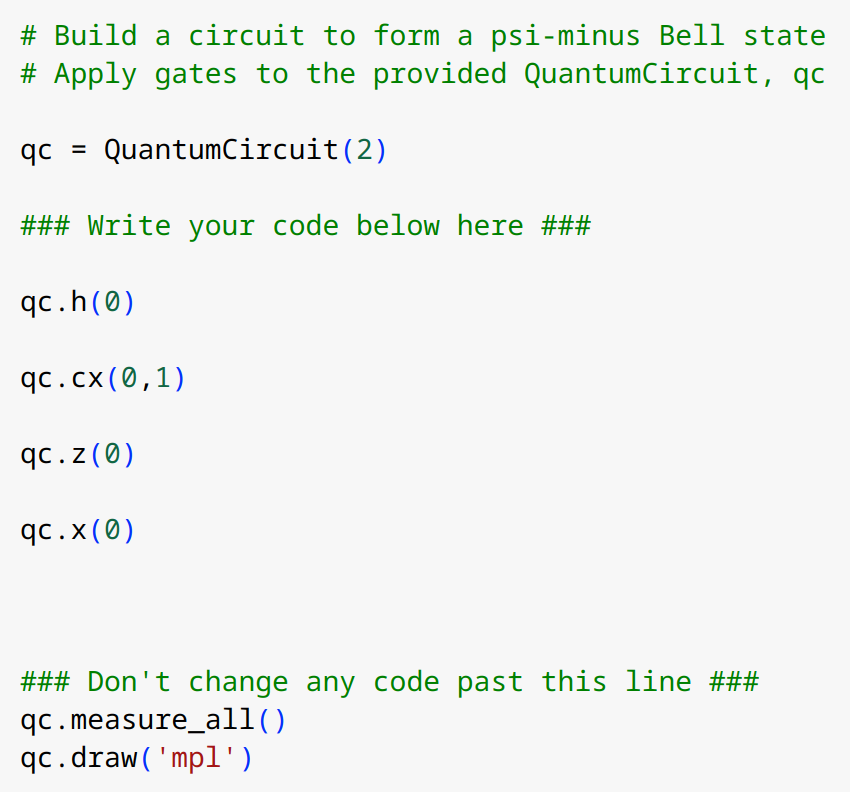 # Build a circuit to form a psi-minus Bell state
# Apply gates to the provided QuantumCircuit, qc
qc = QuantumCircuit(2)
### Write your code below here ###
qc.h(0)
qc.cx(0,1)
qc.z(0)
qc.x(0)
### Don't change any code past this line ###
qc.measure_all()
qc.draw('mpl')